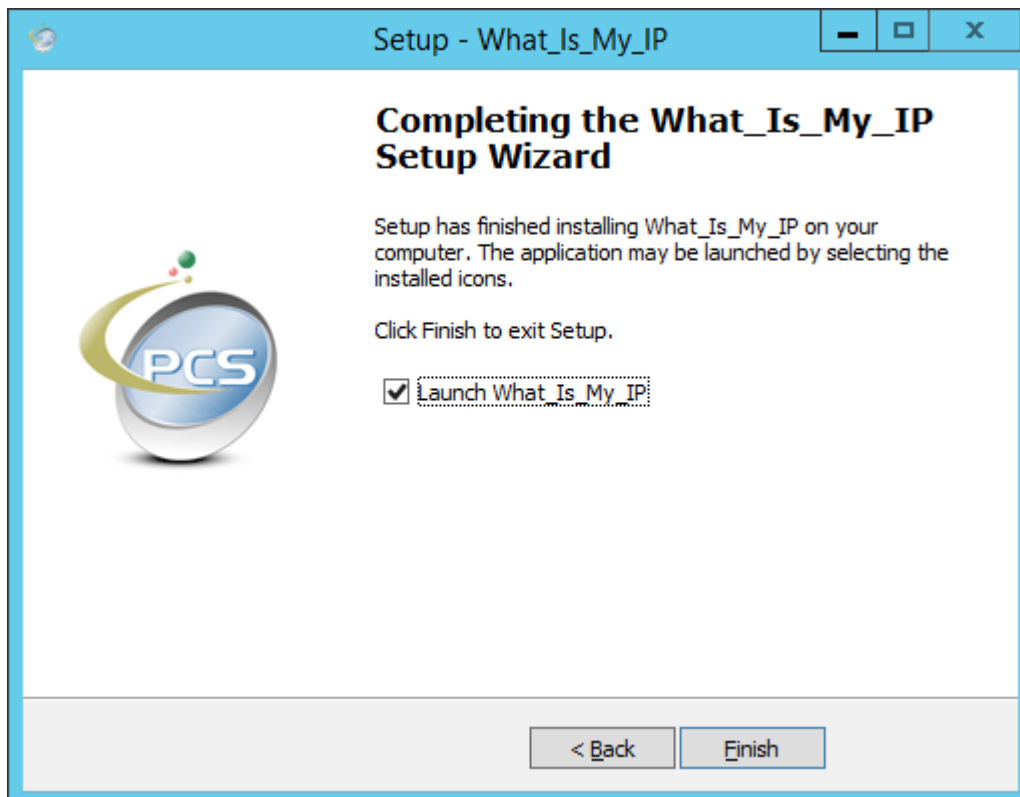 Setup - What_Is_My_IP
Completing the What_Is_My_IP
Setup Wizard
Setup has finished installing What_Is_My_IP on your
computer. The application may be launched by selecting the
installed icons.
Click Finish to exit Setup.
PCS
Launch What_Is_My_IP
< Back
Finish